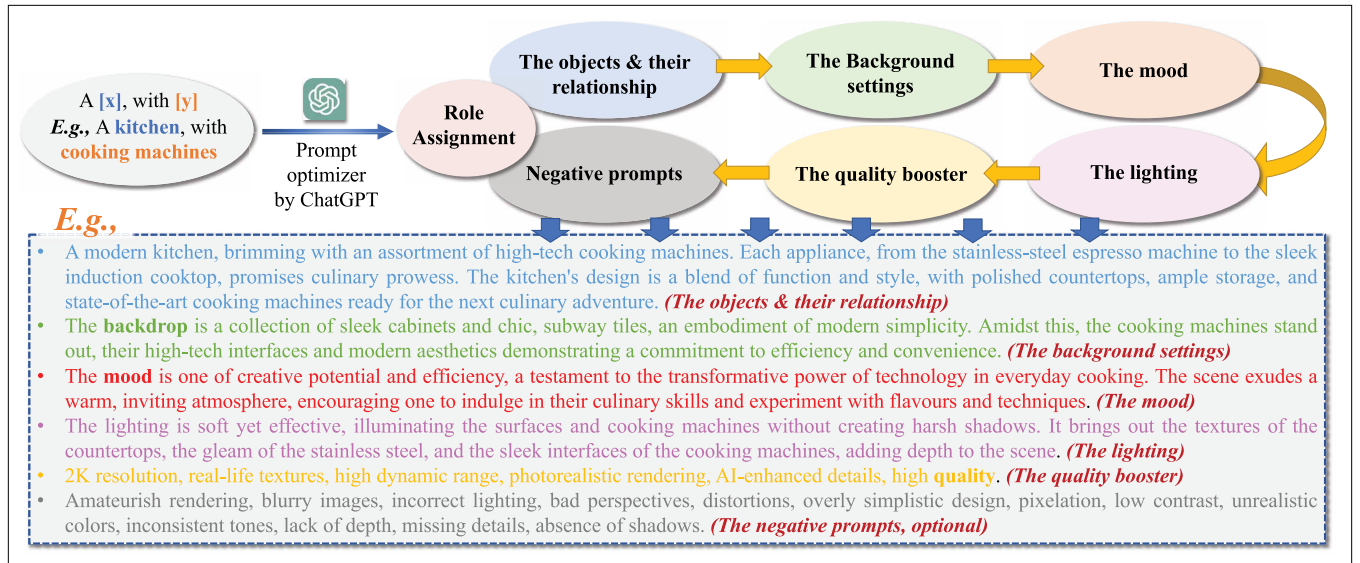 A [x], with [y]
E.g., A kitchen, with
cooking machines
Prompt
optimizer
by ChatGPT
Role
Assignment
The objects & their
relationship
The Background
settings
The mood
The lighting
The quality booster
Negative prompts
E.g.,
• A modern kitchen, brimming with an assortment of high-tech cooking machines. Each appliance, from the stainless-steel espresso machine to the sleek
induction cooktop, promises culinary prowess. The kitchen's design is a blend of function and style, with polished countertops, ample storage, and
state-of-the-art cooking machines ready for the next culinary adventure. (The objects & their relationship)
• The backdrop is a collection of sleek cabinets and chic, subway tiles, an embodiment of modern simplicity. Amidst this, the cooking machines stand
out, their high-tech interfaces and modern aesthetics demonstrating a commitment to efficiency and convenience. (The background settings)
• The mood is one of creative potential and efficiency, a testament to the transformative power of technology in everyday cooking. The scene exudes a
warm, inviting atmosphere, encouraging one to indulge in their culinary skills and experiment with flavours and techniques. (The mood)
• The lighting is soft yet effective, illuminating the surfaces and cooking machines without creating harsh shadows. It brings out the textures of the
countertops, the gleam of the stainless steel, and the sleek interfaces of the cooking machines, adding depth to the scene. (The lighting)
• 2K resolution, real-life textures, high dynamic range, photorealistic rendering, AI-enhanced details, high quality. (The quality booster)
• Amateurish rendering, blurry images, incorrect lighting, bad perspectives, distortions, overly simplistic design, pixelation, low contrast, unrealistic
colors, inconsistent tones, lack of depth, missing details, absence of shadows. (The negative prompts, optional)